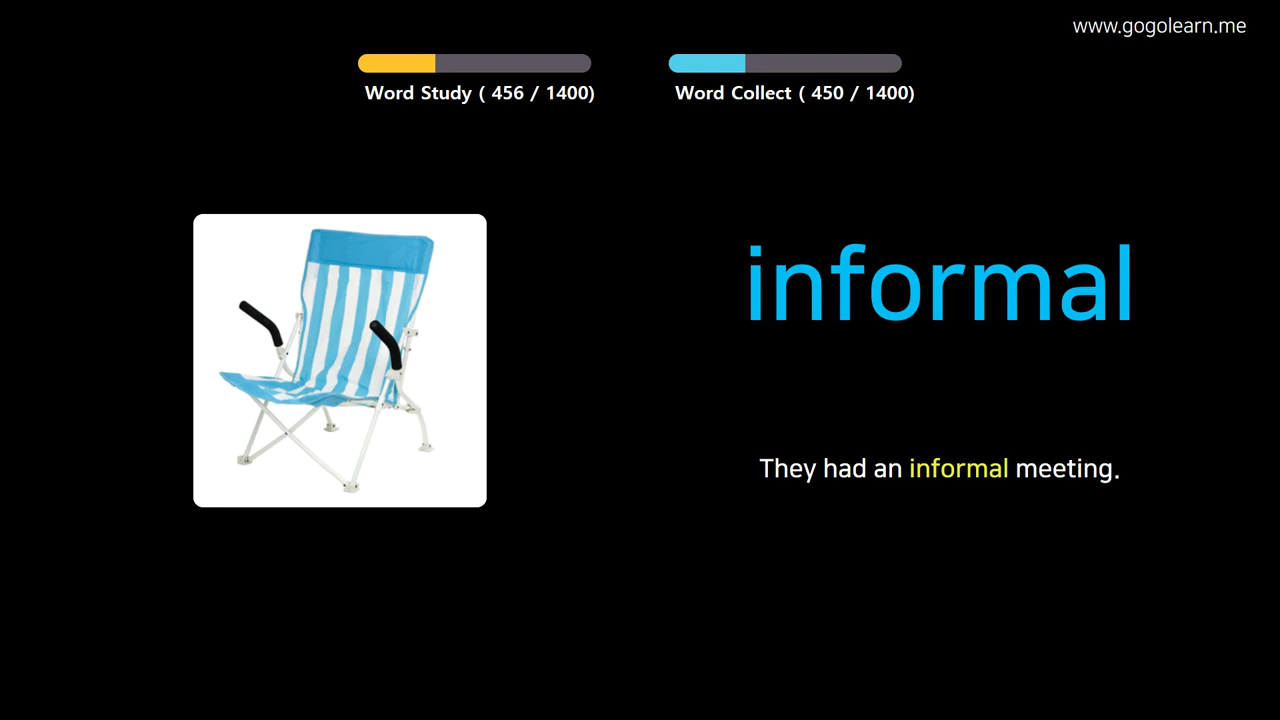 www.gogolearn.me
Word Study ( 456 / 1400)
Word Collect ( 450 / 1400)
informal
They had an informal meeting.